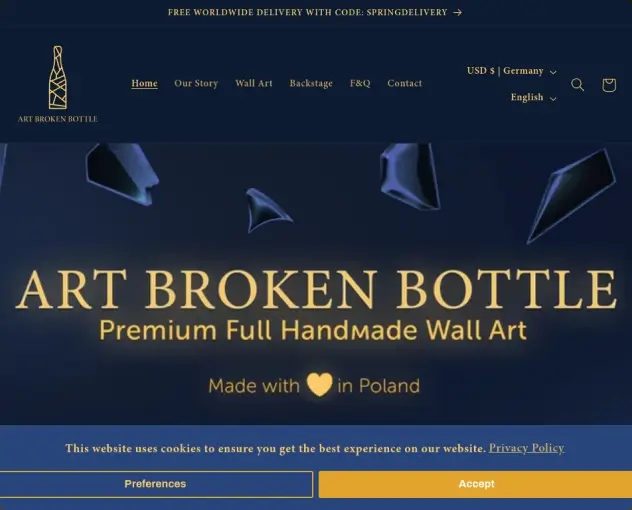 FREE WORLDWIDE DELIVERY WITH CODE: SPRINGDELIVERY →
ART BROKEN BOTTLE
Home Our Story Wall Art Backstage F&Q Contact
USD $ | Germany
English
ART BROKEN BOTTLE
Premium Full Handmade Wall Art
Made with 💛 in Poland
This website uses cookies to ensure you get the best experience on our website. Privacy Policy
Preferences
Accept